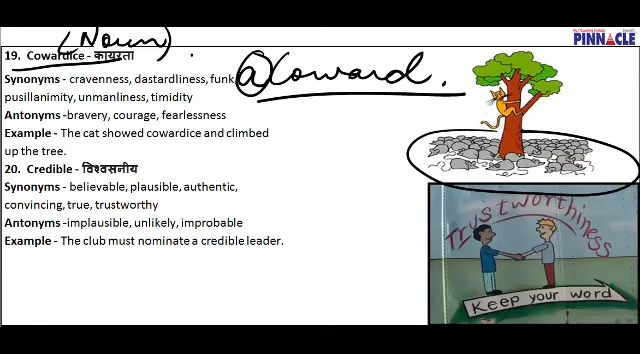 (Noun)
PINNACLE
19. Cowardice - कायरता
Synonyms - cravenness, dastardliness, funk,
a Coward.
pusillanimity, unmanliness, timidity
Antonyms - bravery, courage, fearlessness
Example - The cat showed cowardice and climbed
up the tree.
20. Credible - विश्वसनीय
Synonyms - believable, plausible, authentic,
convincing, true, trustworthy
Antonyms - implausible, unlikely, improbable
Example - The club must nominate a credible leader.
Trustworthiness
Keep your word